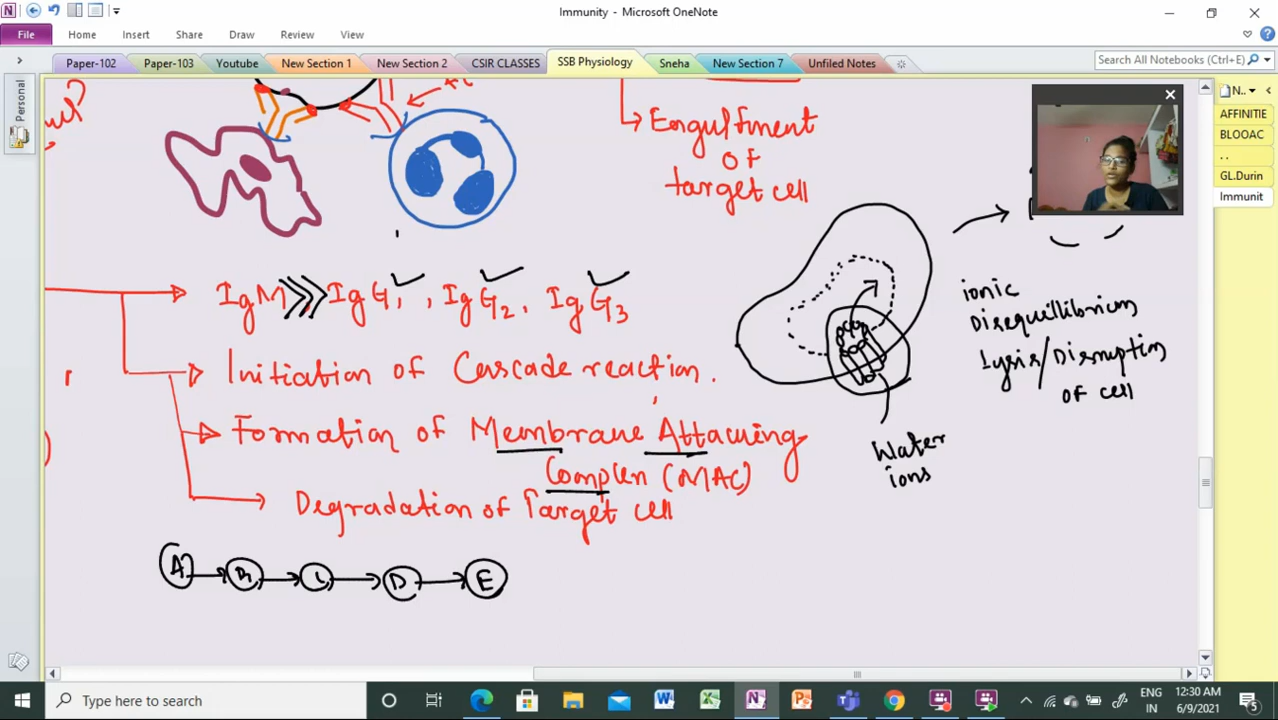 Immunity - Microsoft OneNote
File Home Insert Share Draw Review View
Paper-102 Paper-103 Youtube New Section 1 New Section 2 CSIR CLASSES SSB Physiology Sneha New Section 7 Unfiled Notes
Search All Notebooks (Ctrl+E)
Personal
N..
AFFINITIE
BLOOAC
. .
GL.Durin
Immunit
Engulfment
of
target cell
IgM >>> IgG1, IgG2, IgG3
Initiation of Cascade reaction.
Formation of Membrane Attacking
Complex (MAC)
Degradation of Target cell
A B C D E
ionic
Disequillibrium
Lysis/Disruption
of cell
Water
ions
Type here to search
ENG
IN
12:30 AM
6/9/2021
5